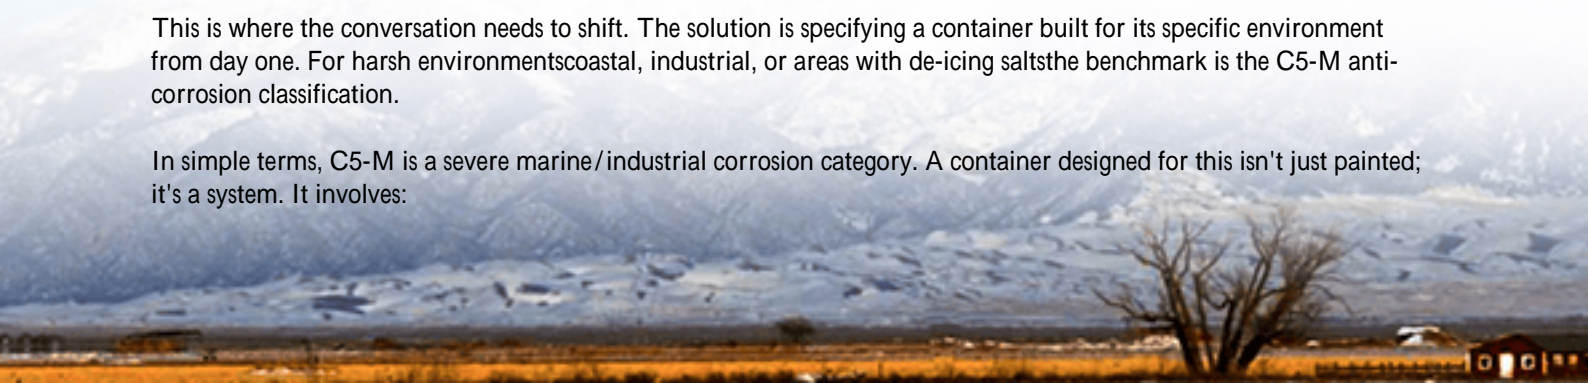 This is where the conversation needs to shift. The solution is specifying a container built for its specific environment
from day one. For harsh environmentscoastal, industrial, or areas with de-icing saltsthe benchmark is the C5-M anti-
corrosion classification.
In simple terms, C5-M is a severe marine/industrial corrosion category. A container designed for this isn't just painted;
it's a system. It involves: